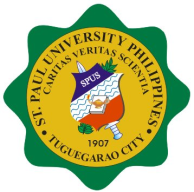 ST. PAUL UNIVERSITY PHILIPPINES
CARITAS VERITAS SCIENTIA
SPUS
1907
• TUGUEGARAO CITY •